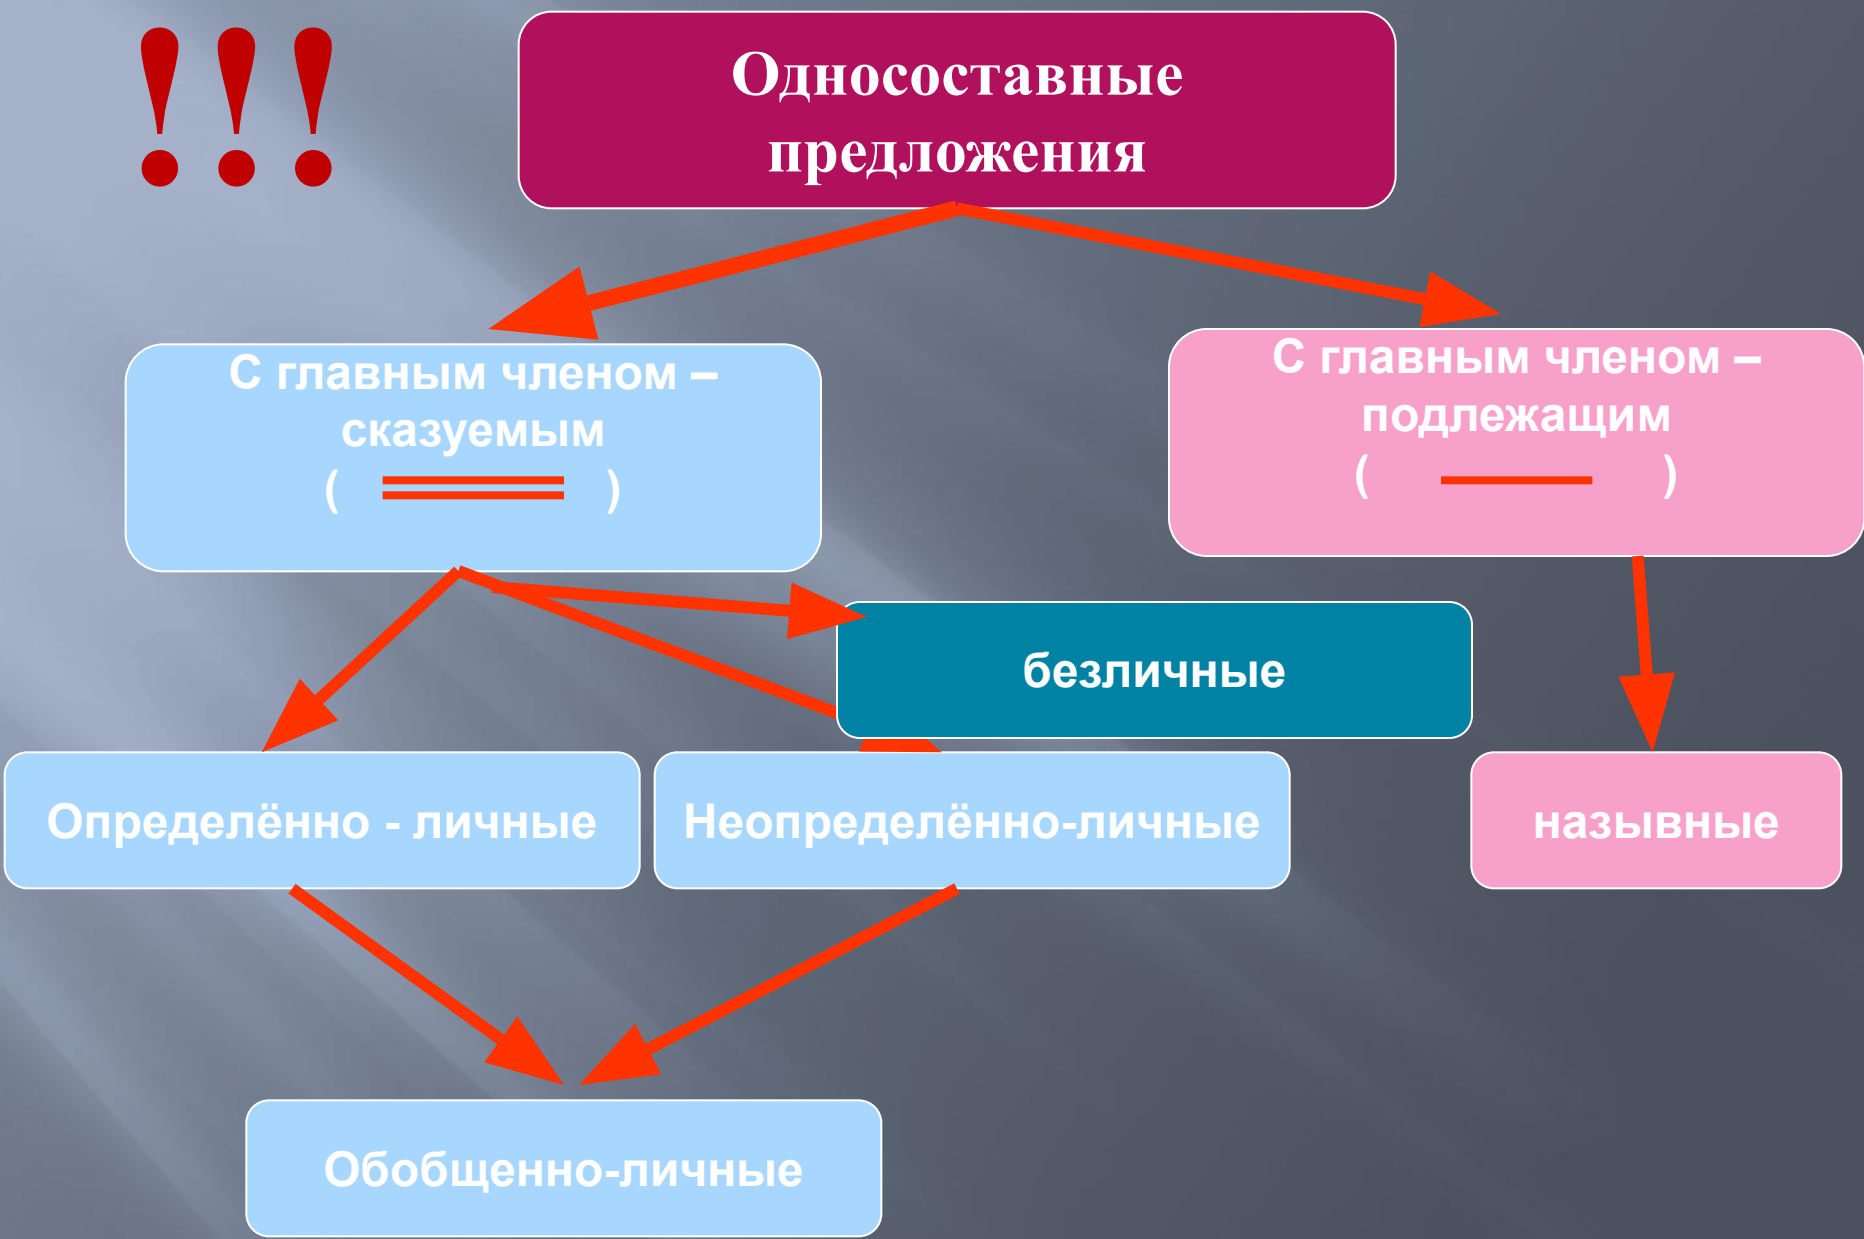 !!!
Односоставные
предложения
С главным членом –
сказуемым
( )
С главным членом –
подлежащим
( )
безличные
Определённо - личные
Неопределённо-личные
назывные
Обобщенно-личные